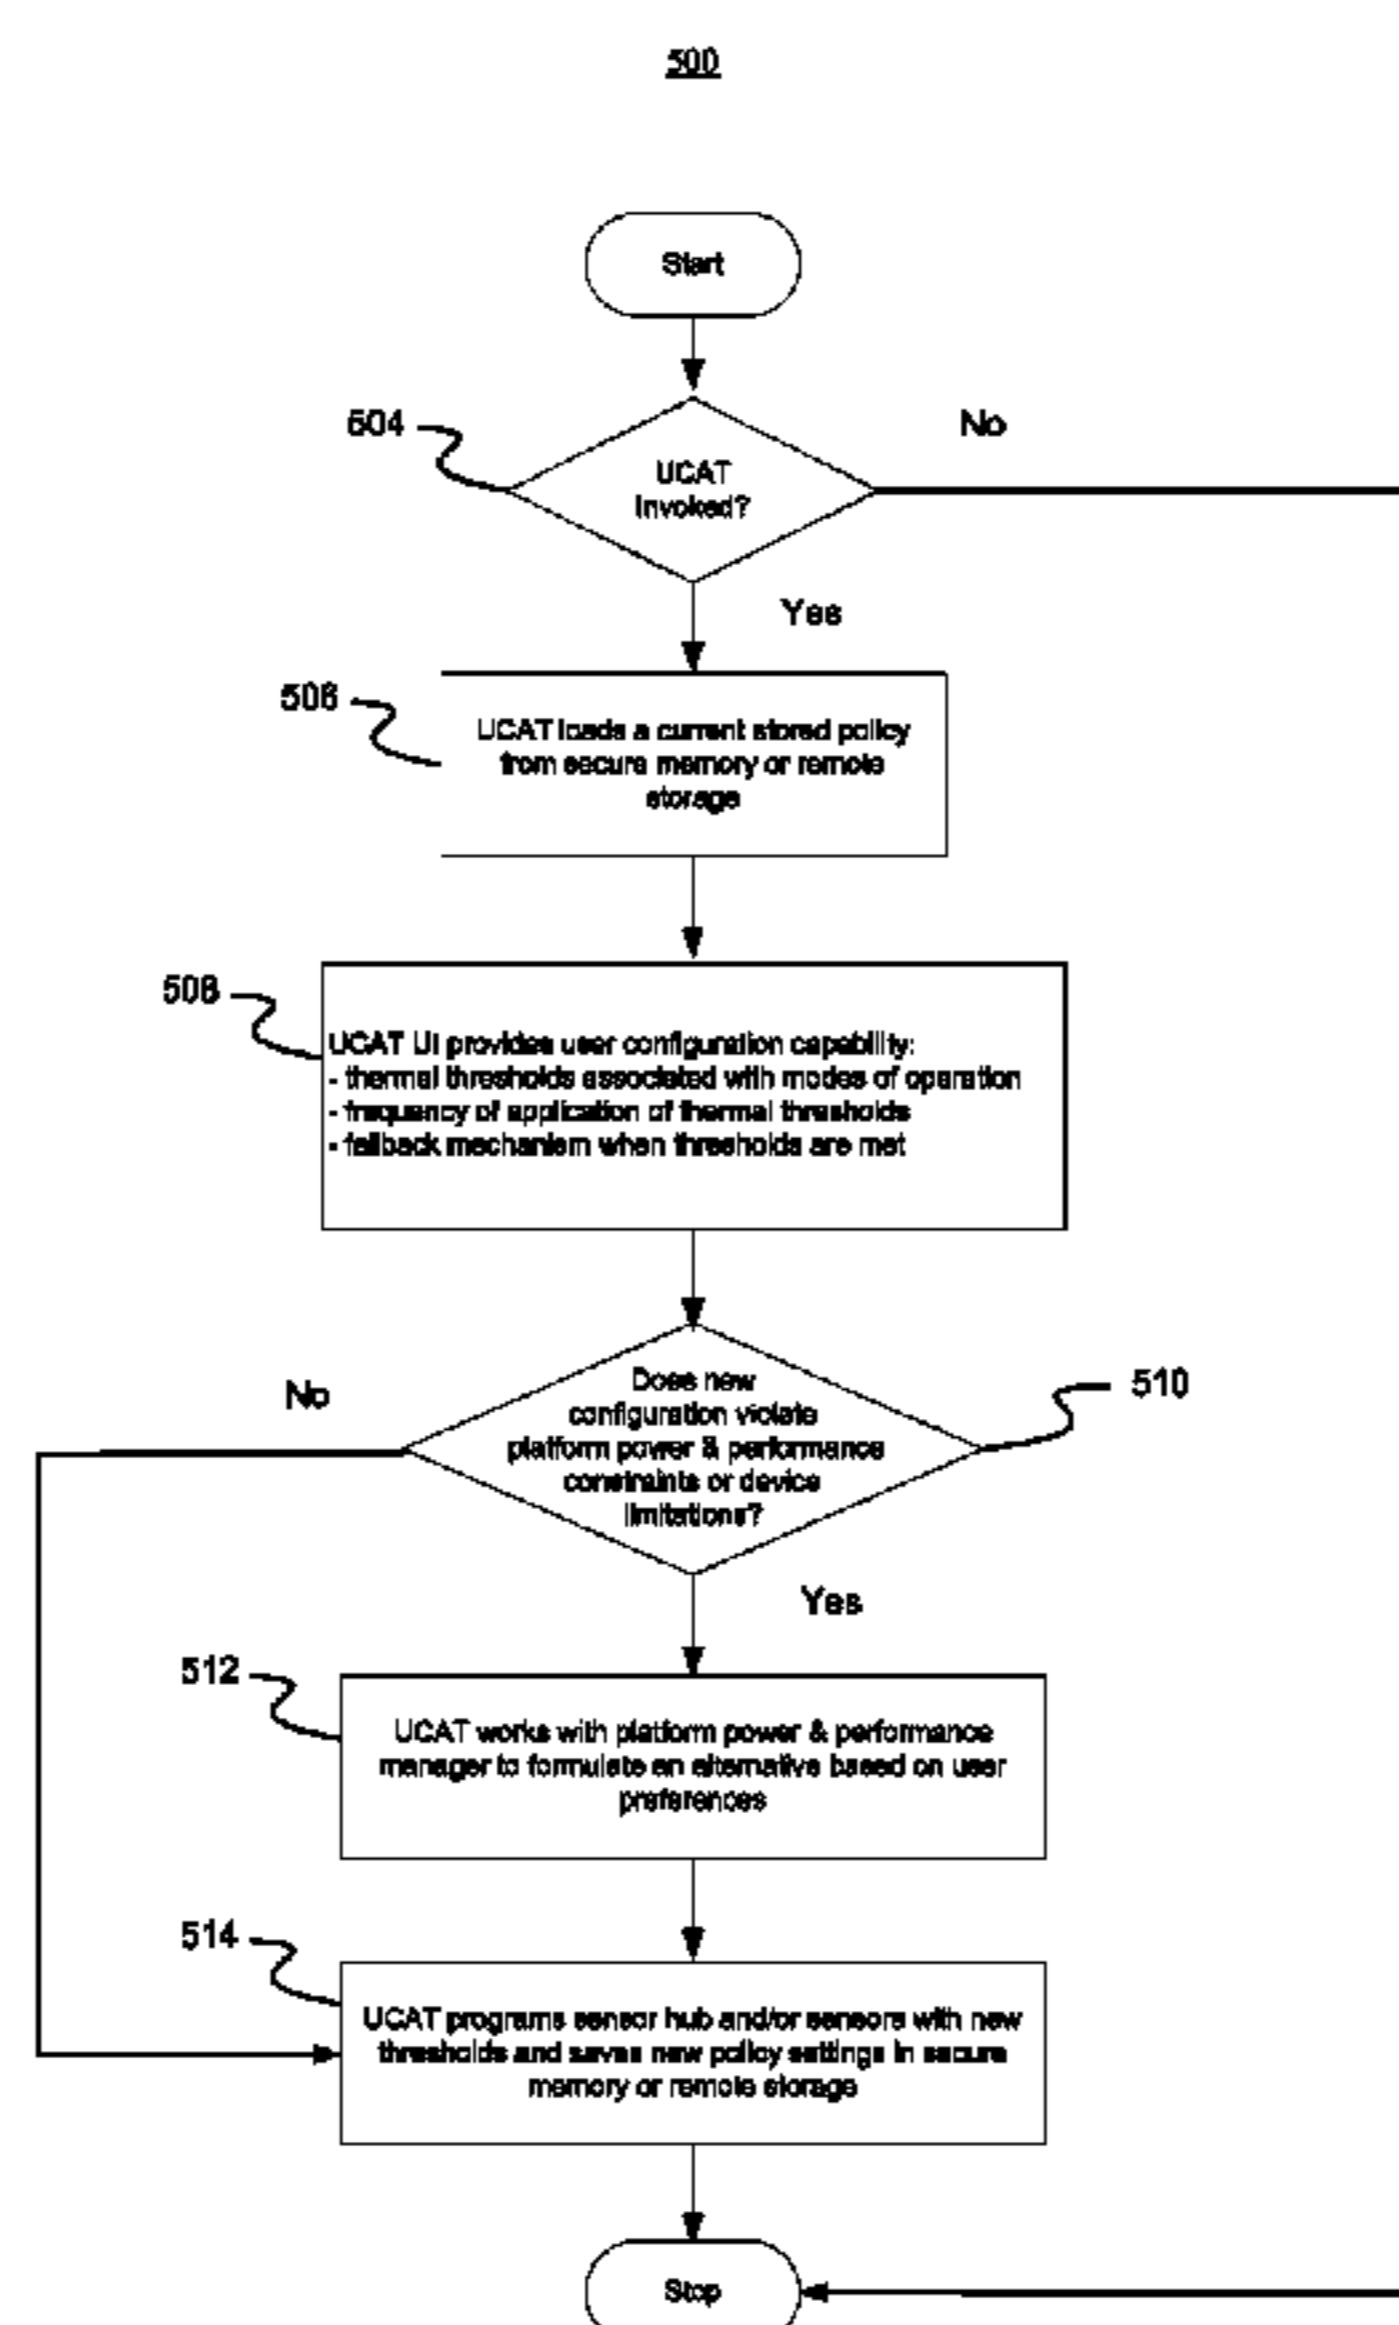 500
Start
504
No
UCAT
Invoked?
Yes
506
UCAT loads a current stored policy
from secure memory or remote
storage
508
UCAT UI provides user configuration capability:
- thermal thresholds associated with modes of operation
- frequency of application of thermal thresholds
- fallback mechanism when thresholds are met
No
510
Does new
configuration violate
platform power & performance
constraints or device
limitations?
Yes
512
UCAT works with platform power & performance
manager to formulate an alternative based on user
preferences
514
UCAT programs sensor hub and/or sensors with new
thresholds and saves new policy settings in secure
memory or remote storage
Stop